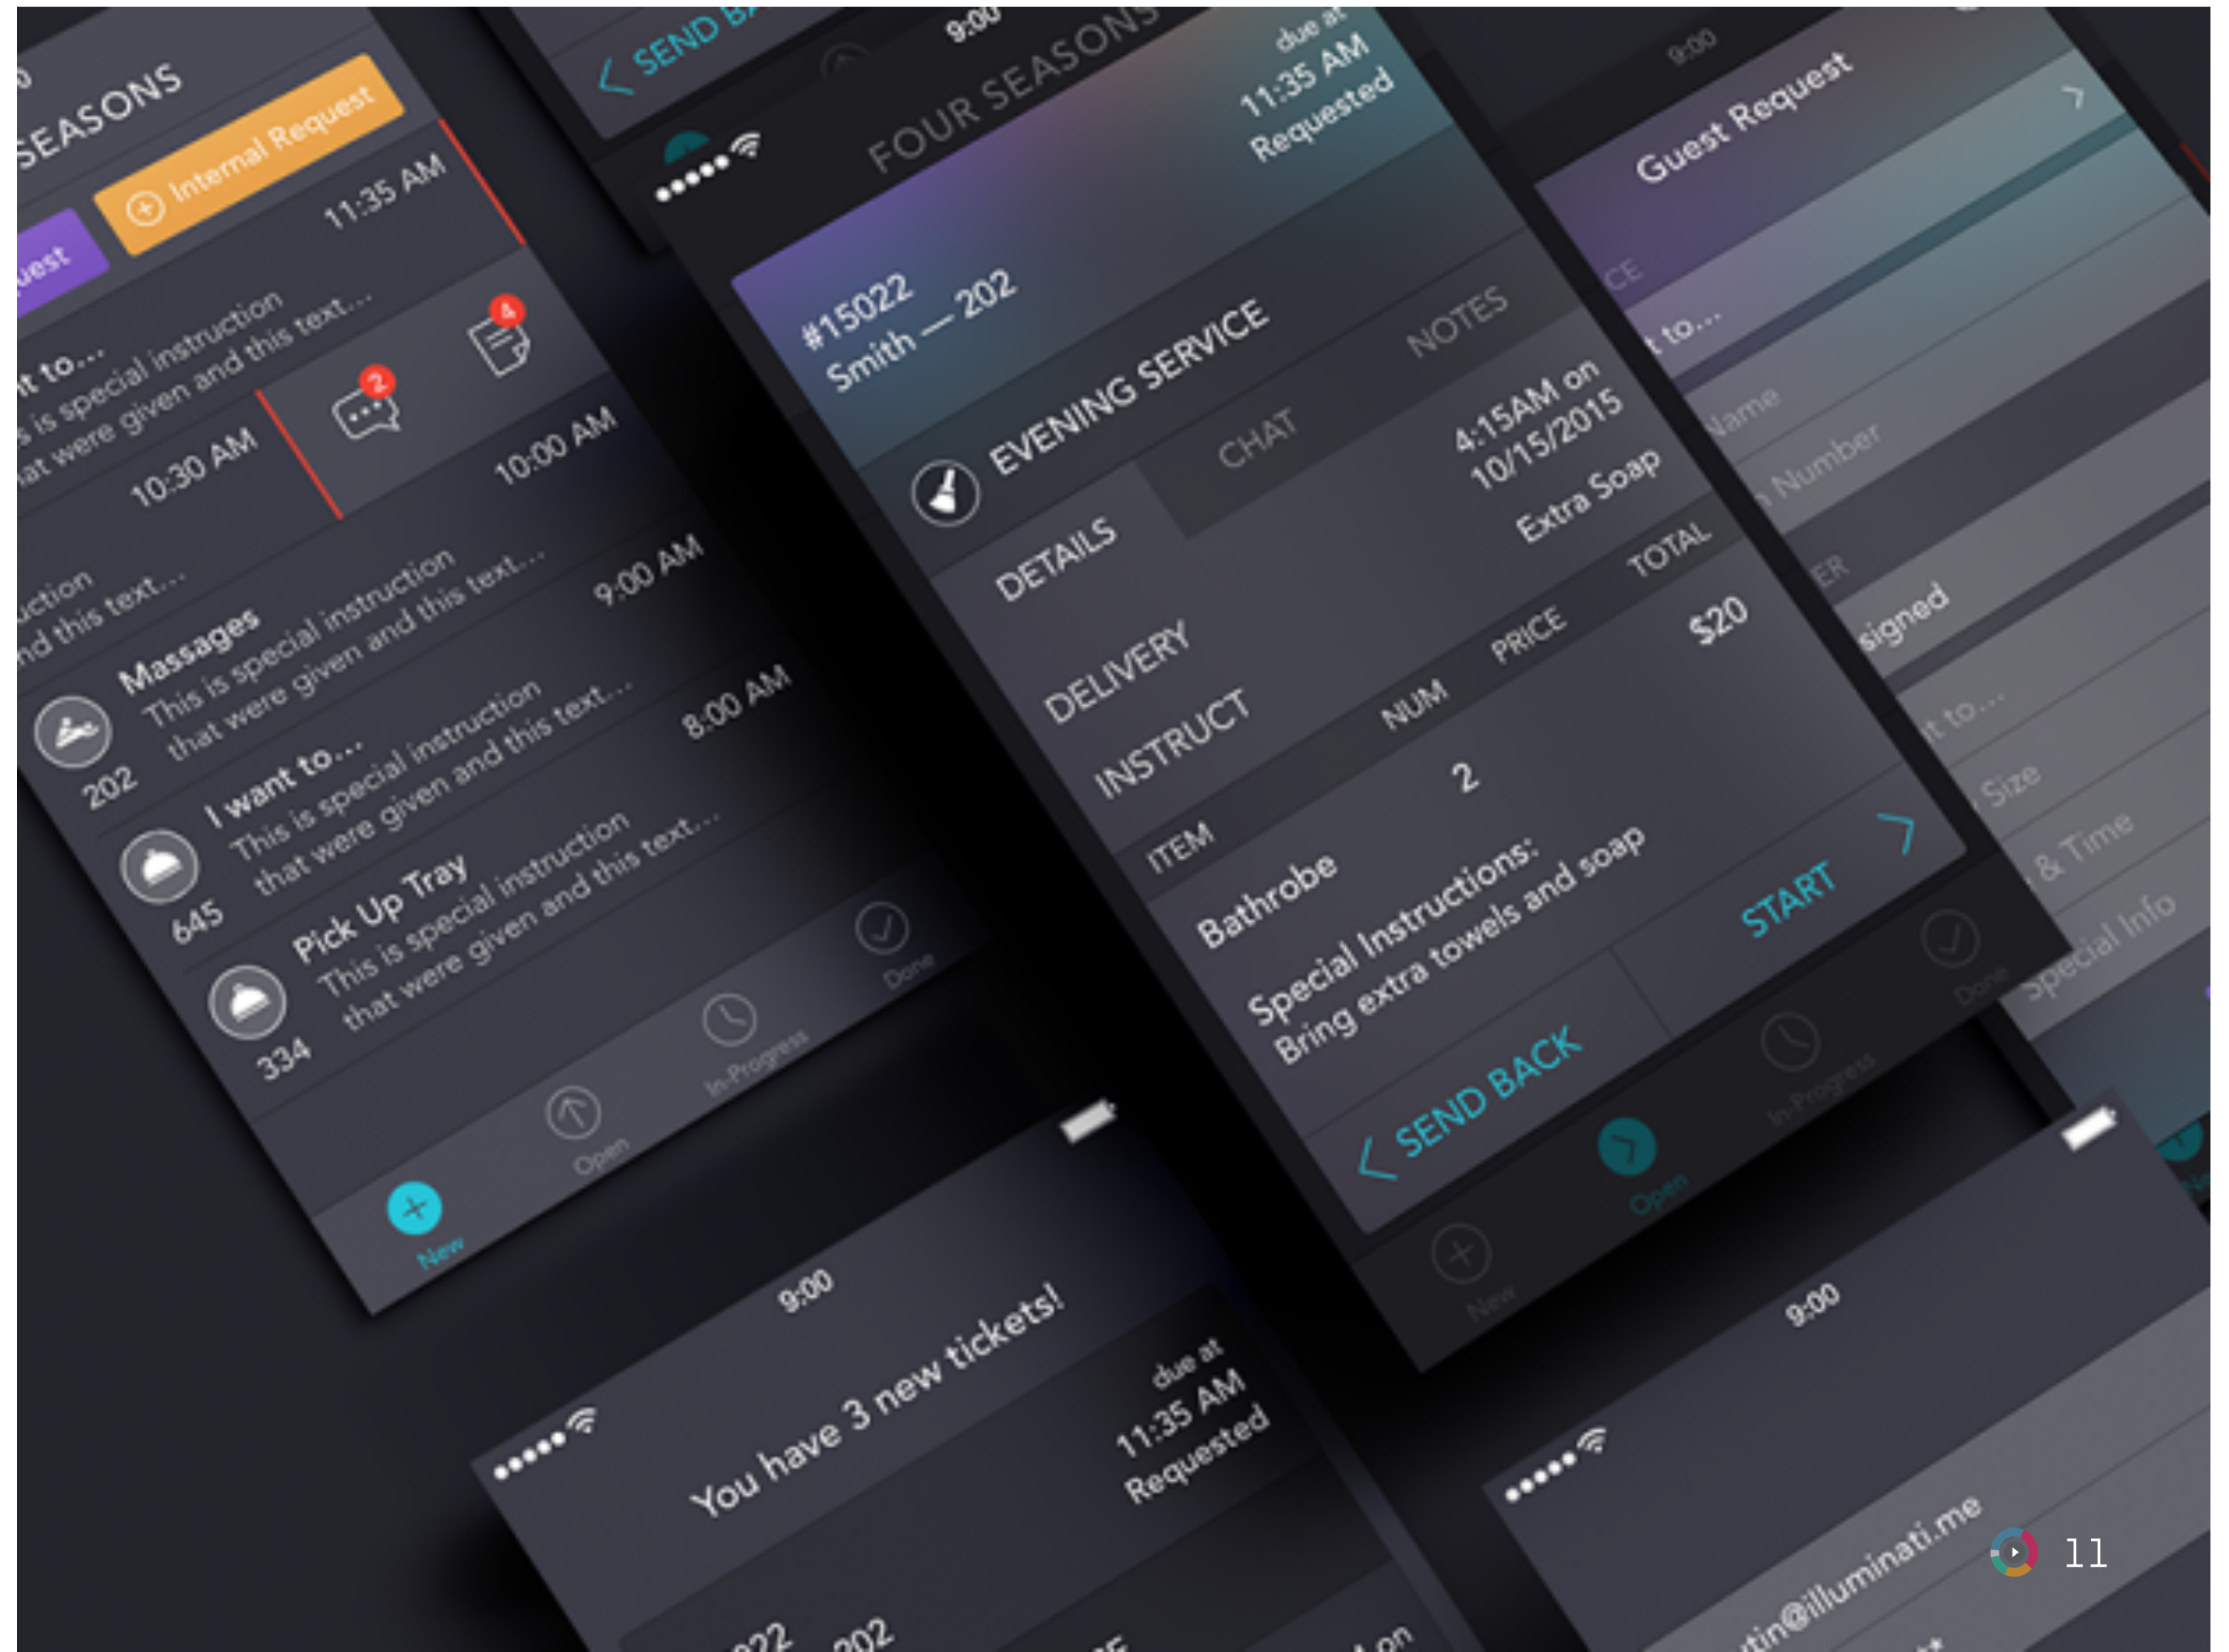 SEASONS
Internal Request
11:35 AM
is special instruction
were given and this text...
4
2
10:30 AM
10:00 AM
this text...
Massages
This is special instruction
that were given and this text...
202
9:00 AM
I want to...
This is special instruction
that were given and this text...
645
8:00 AM
Pick Up Tray
This is special instruction
that were given and this text...
334
New
Open
In-Progress
Done
SEND
9:00
FOUR SEASONS
due at
11:35 AM
Requested
#15022
Smith — 202
EVENING SERVICE
DETAILS
CHAT
NOTES
DELIVERY
4:15AM on
10/15/2015
INSTRUCT
Extra Soap
ITEM
NUM
PRICE
TOTAL
Bathrobe
2
$20
Special Instructions:
Bring extra towels and soap
SEND BACK
START
New
Open
In-Progress
Done
9:00
Guest Request
to...
Name
Number
signed
to...
Size
& Time
Special Info
9:00
You have 3 new tickets!
due at
11:35 AM
Requested
202
on
9:00
tin@illuminati.me
11